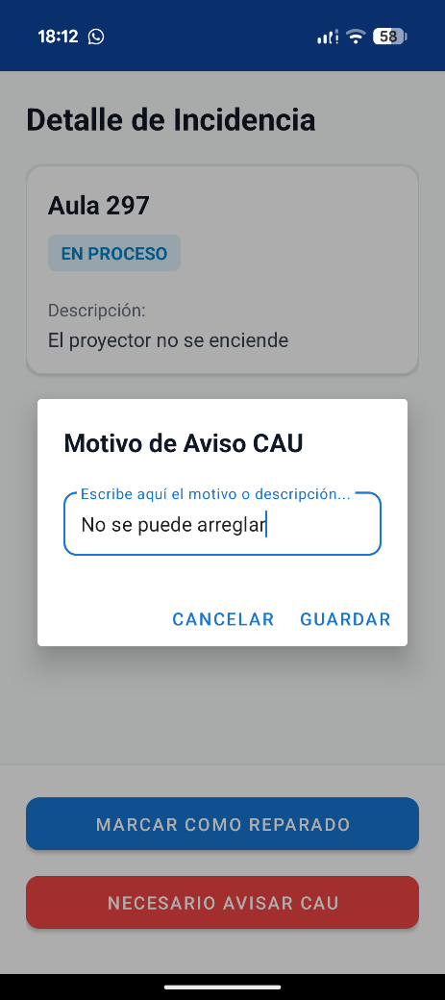 18:12
58
Detalle de Incidencia
Aula 297
EN PROCESO
Descripción:
El proyector no se enciende
Motivo de Aviso CAU
Escribe aquí el motivo o descripción...
No se puede arreglar
CANCELAR GUARDAR
MARCAR COMO REPARADO
NECESARIO AVISAR CAU